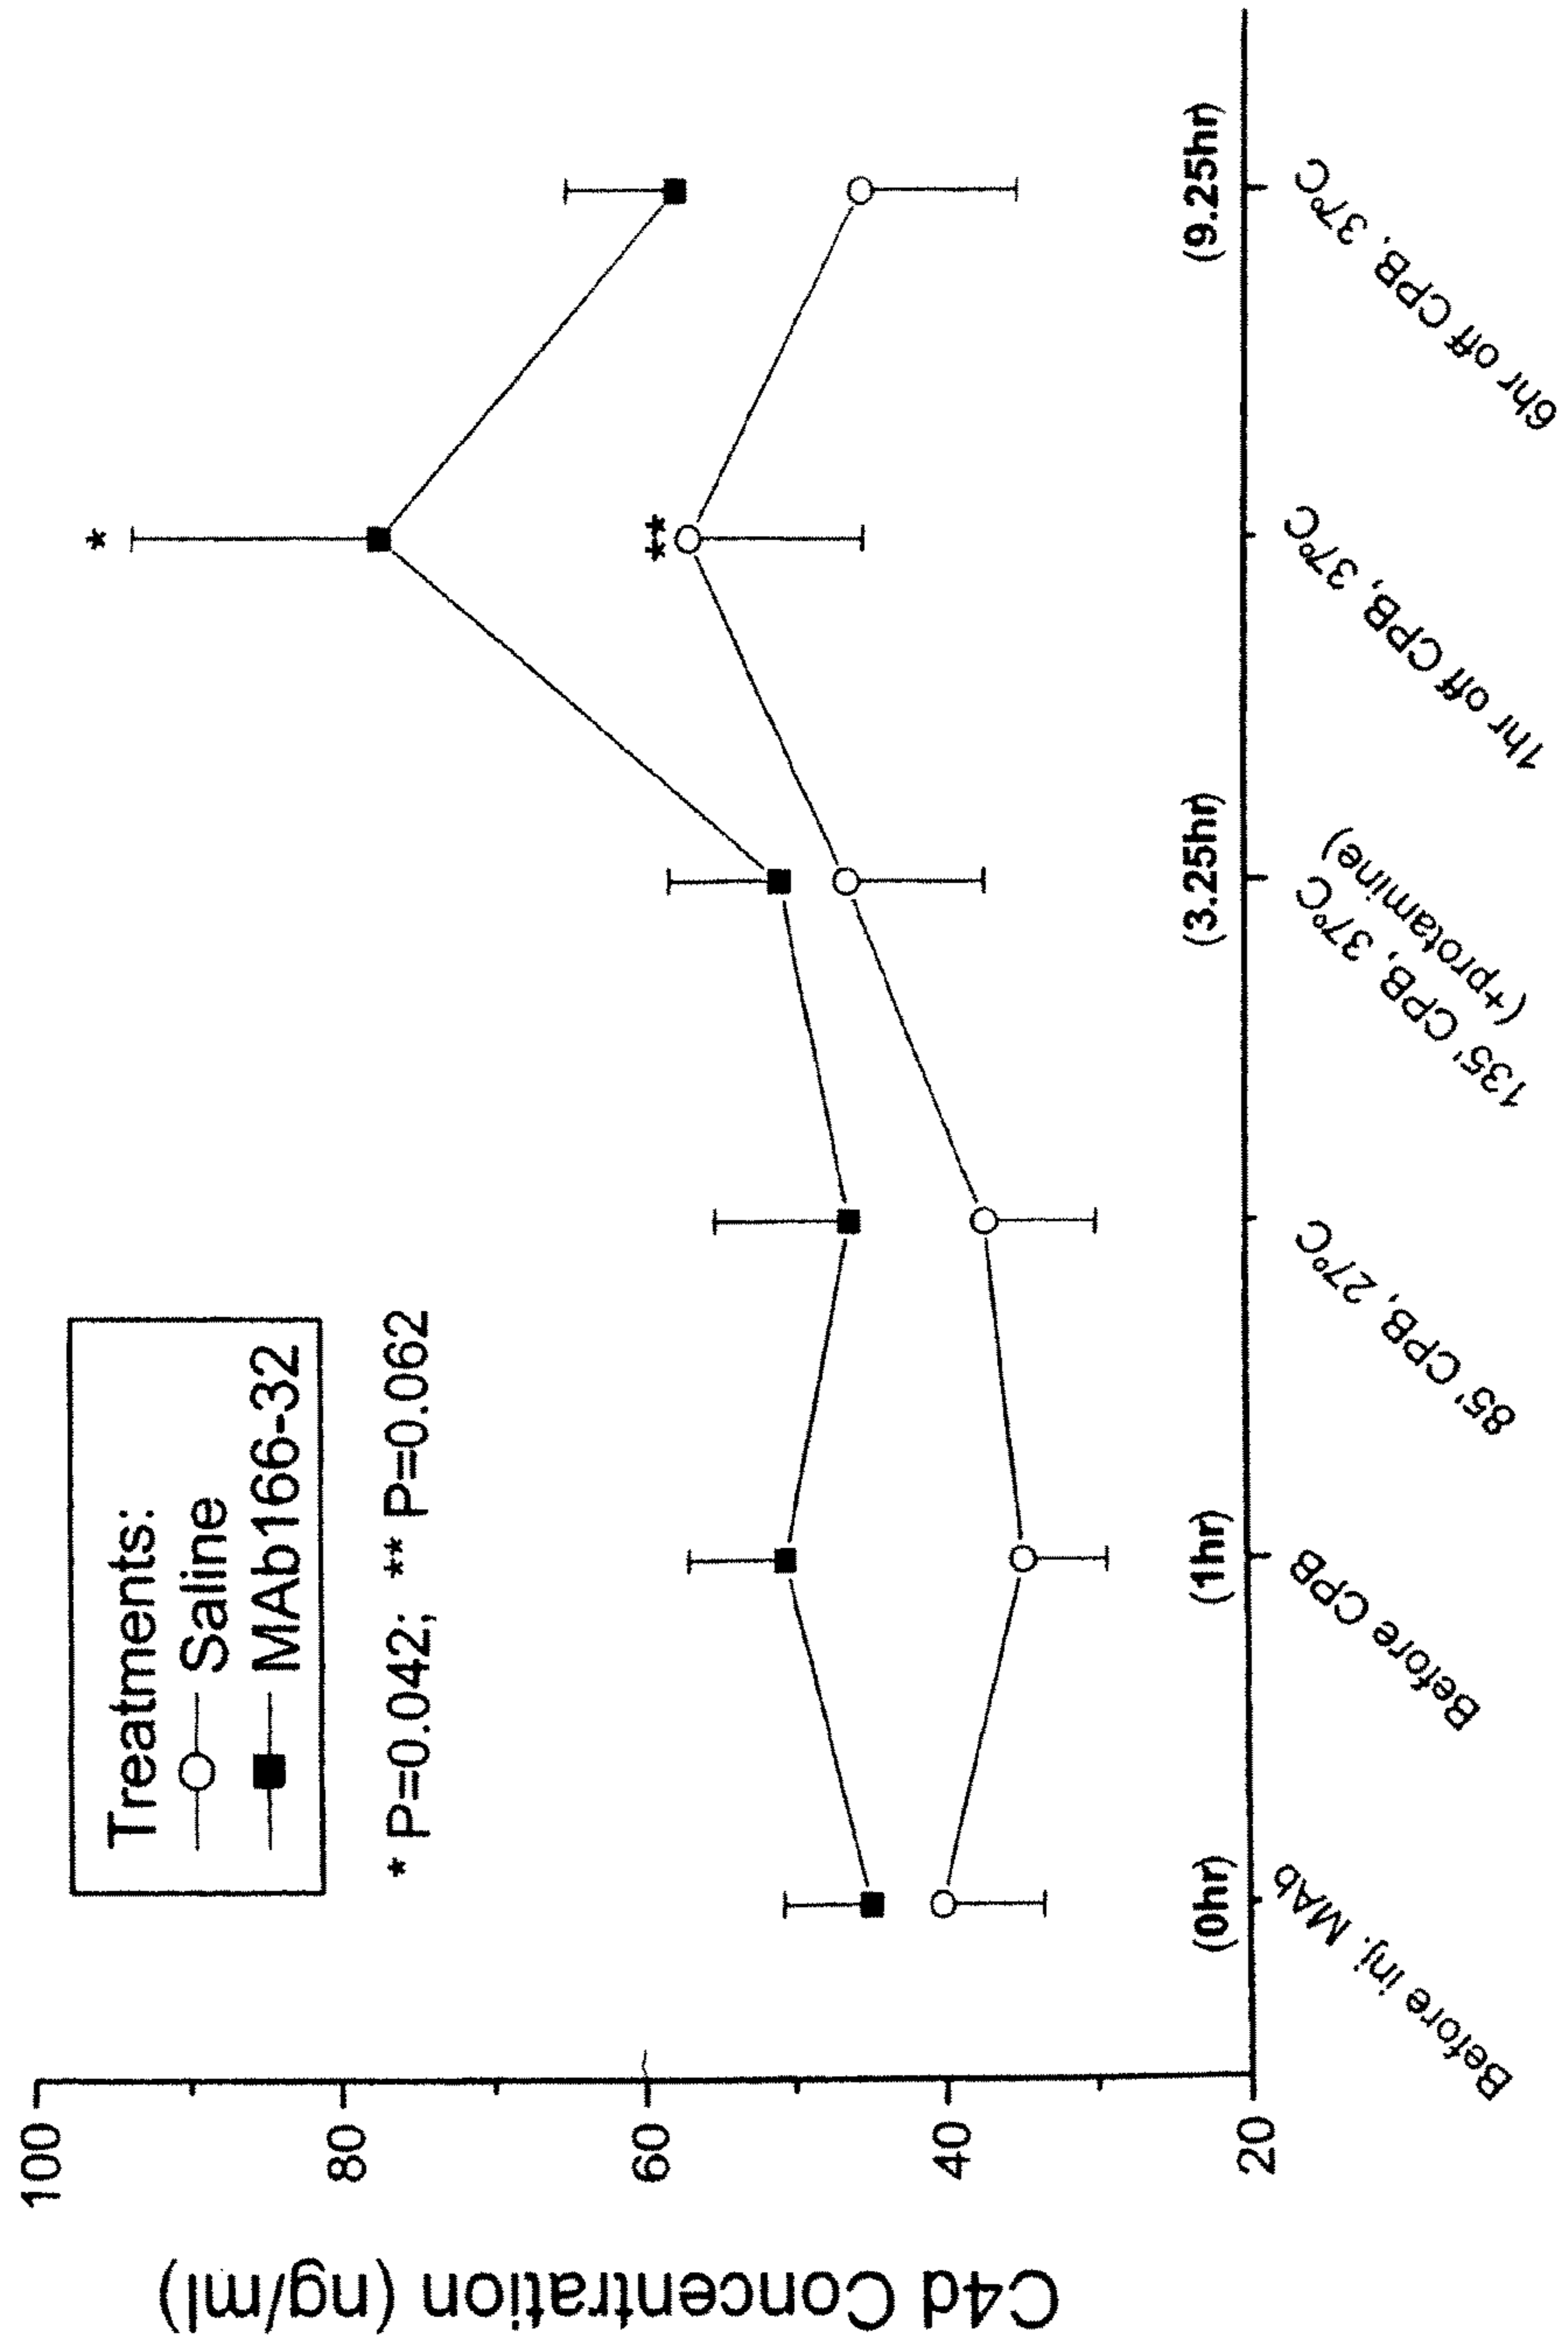 Treatments:
Saline
MAb166-32
* P=0.042; ** P=0.062
C4d Concentration (ng/ml)
100
80
60
40
20
*
**
(0hr)
(1hr)
(3.25hr)
(9.25hr)
Before inj. MAb
Before CPB
85' CPB, 27°C
135' CPB, 37°C
(+protamine)
1hr off CPB, 37°C
6hr off CPB, 37°C